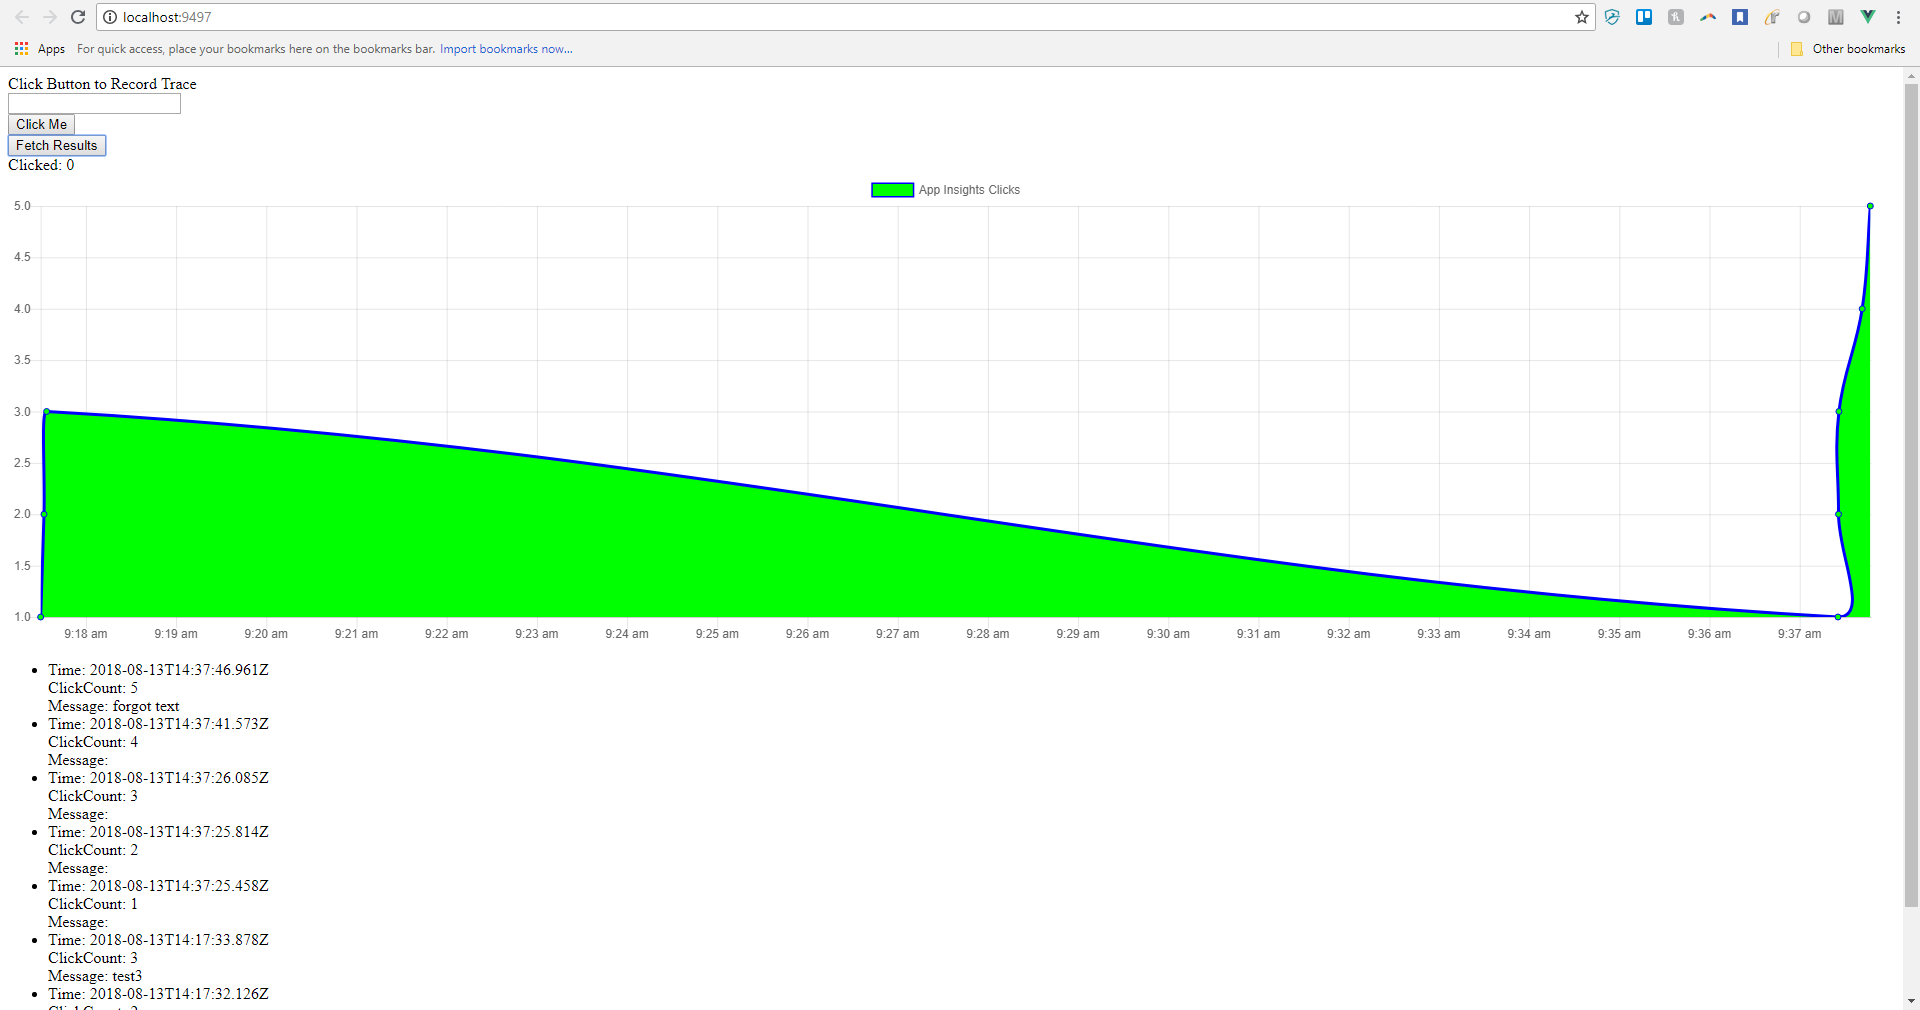 localhost:9497
Apps For quick access, place your bookmarks here on the bookmarks bar. Import bookmarks now... Other bookmarks
Click Button to Record Trace
Click Me
Fetch Results
Clicked: 0
App Insights Clicks
5.0
4.5
4.0
3.5
3.0
2.5
2.0
1.5
1.0
9:18 am 9:19 am 9:20 am 9:21 am 9:22 am 9:23 am 9:24 am 9:25 am 9:26 am 9:27 am 9:28 am 9:29 am 9:30 am 9:31 am 9:32 am 9:33 am 9:34 am 9:35 am 9:36 am 9:37 am
Time: 2018-08-13T14:37:46.961Z
ClickCount: 5
Message: forgot text
Time: 2018-08-13T14:37:41.573Z
ClickCount: 4
Message:
Time: 2018-08-13T14:37:26.085Z
ClickCount: 3
Message:
Time: 2018-08-13T14:37:25.814Z
ClickCount: 2
Message:
Time: 2018-08-13T14:37:25.458Z
ClickCount: 1
Message:
Time: 2018-08-13T14:17:33.878Z
ClickCount: 3
Message: test3
Time: 2018-08-13T14:17:32.126Z